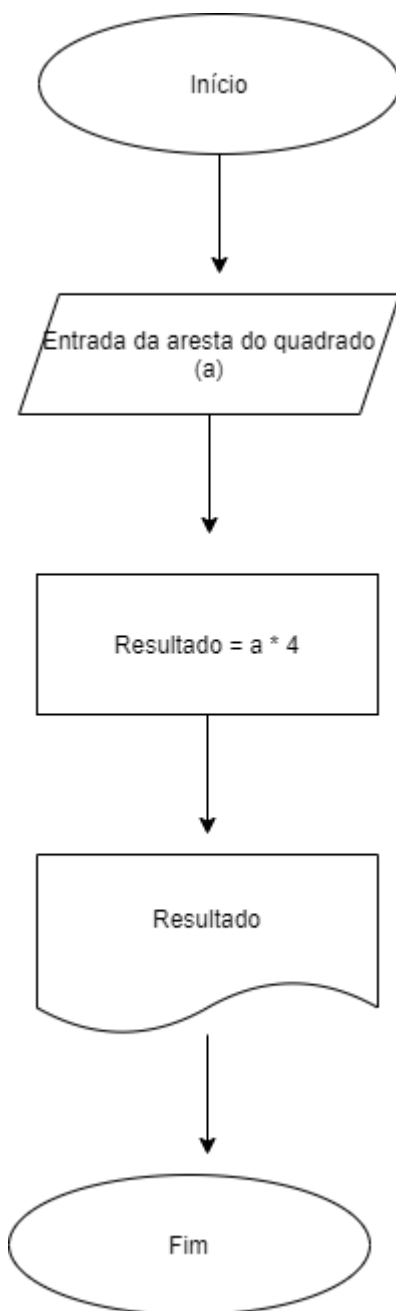 Início
Entrada da aresta do quadrado
(a)
Resultado = a * 4
Resultado
Fim